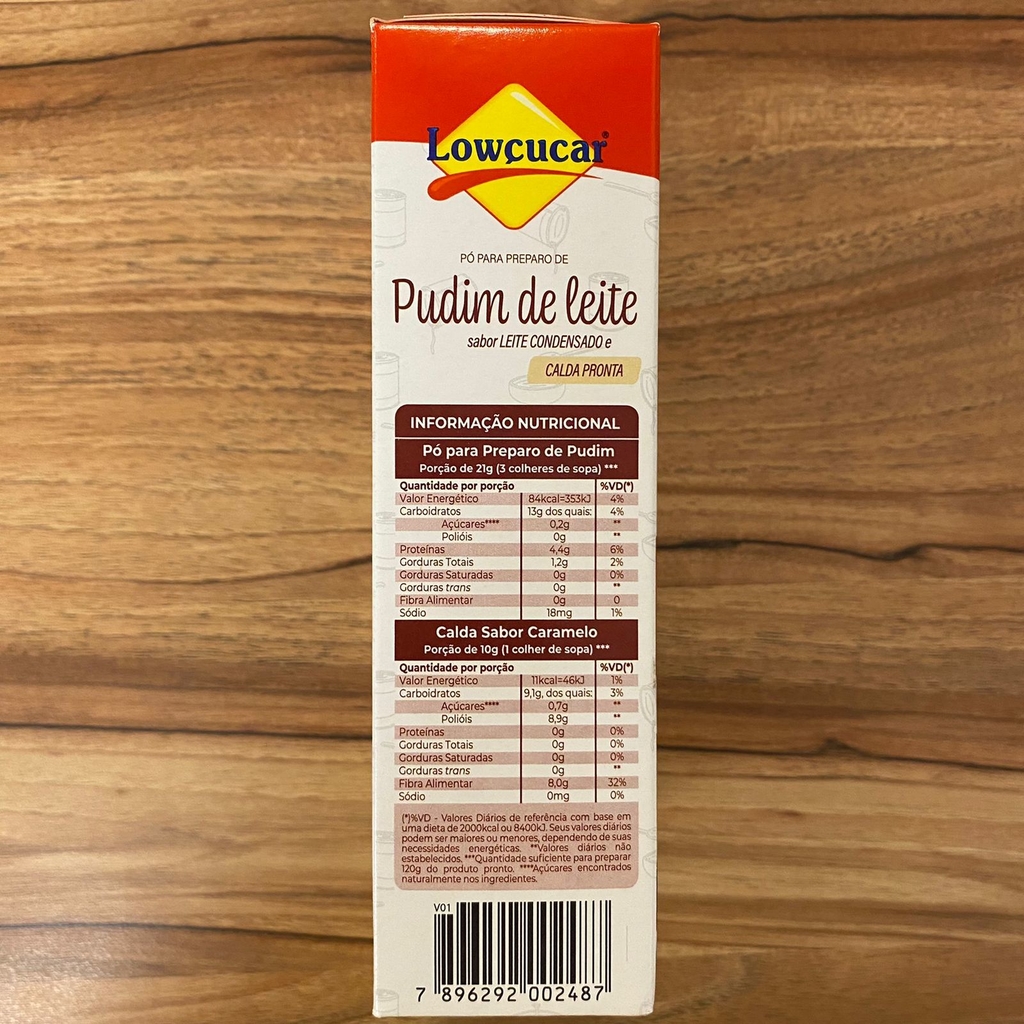 Lowçucar®
PÓ PARA PREPARO DE
Pudim de leite
sabor LEITE CONDENSADO e
CALDA PRONTA
INFORMAÇÃO NUTRICIONAL
Pó para Preparo de Pudim
Porção de 21g (3 colheres de sopa) ***
Quantidade por porção %VD(*)
Valor Energético 84kcal=353kJ 4%
Carboidratos 13g dos quais: 4%
Açúcares**** 0,2g **
Polióis 0g **
Proteínas 4,4g 6%
Gorduras Totais 1,2g 2%
Gorduras Saturadas 0g 0%
Gorduras trans 0g **
Fibra Alimentar 0g 0
Sódio 18mg 1%
Calda Sabor Caramelo
Porção de 10g (1 colher de sopa) ***
Quantidade por porção %VD(*)
Valor Energético 11kcal=46kJ 1%
Carboidratos 9,1g, dos quais: 3%
Açúcares**** 0,7g **
Polióis 8,9g **
Proteínas 0g 0%
Gorduras Totais 0g 0%
Gorduras Saturadas 0g 0%
Gorduras trans 0g **
Fibra Alimentar 8,0g 32%
Sódio 0mg 0%
(*)%VD - Valores Diários de referência com base em
uma dieta de 2000kcal ou 8400kJ. Seus valores diários
podem ser maiores ou menores, dependendo de suas
necessidades energéticas. **Valores diários não
estabelecidos. ***Quantidade suficiente para preparar
120g do produto pronto. ****Açúcares encontrados
naturalmente nos ingredientes.
V01
7 896292 002487